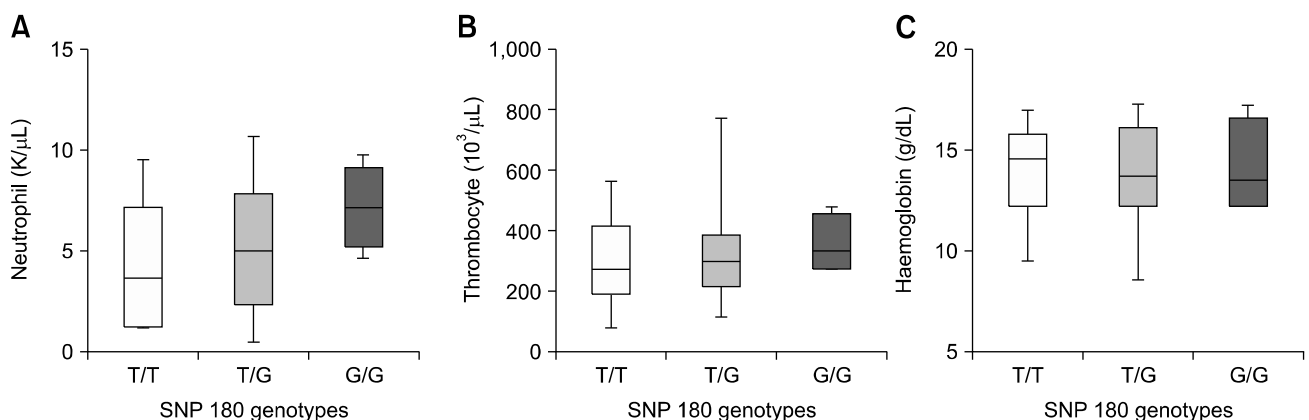 A
Neutrophil (K/μL)
15
10
5
0
T/T T/G G/G
SNP 180 genotypes
B
Thrombocyte (10³/μL)
1,000
800
600
400
200
0
T/T T/G G/G
SNP 180 genotypes
C
Haemoglobin (g/dL)
20
15
10
5
T/T T/G G/G
SNP 180 genotypes